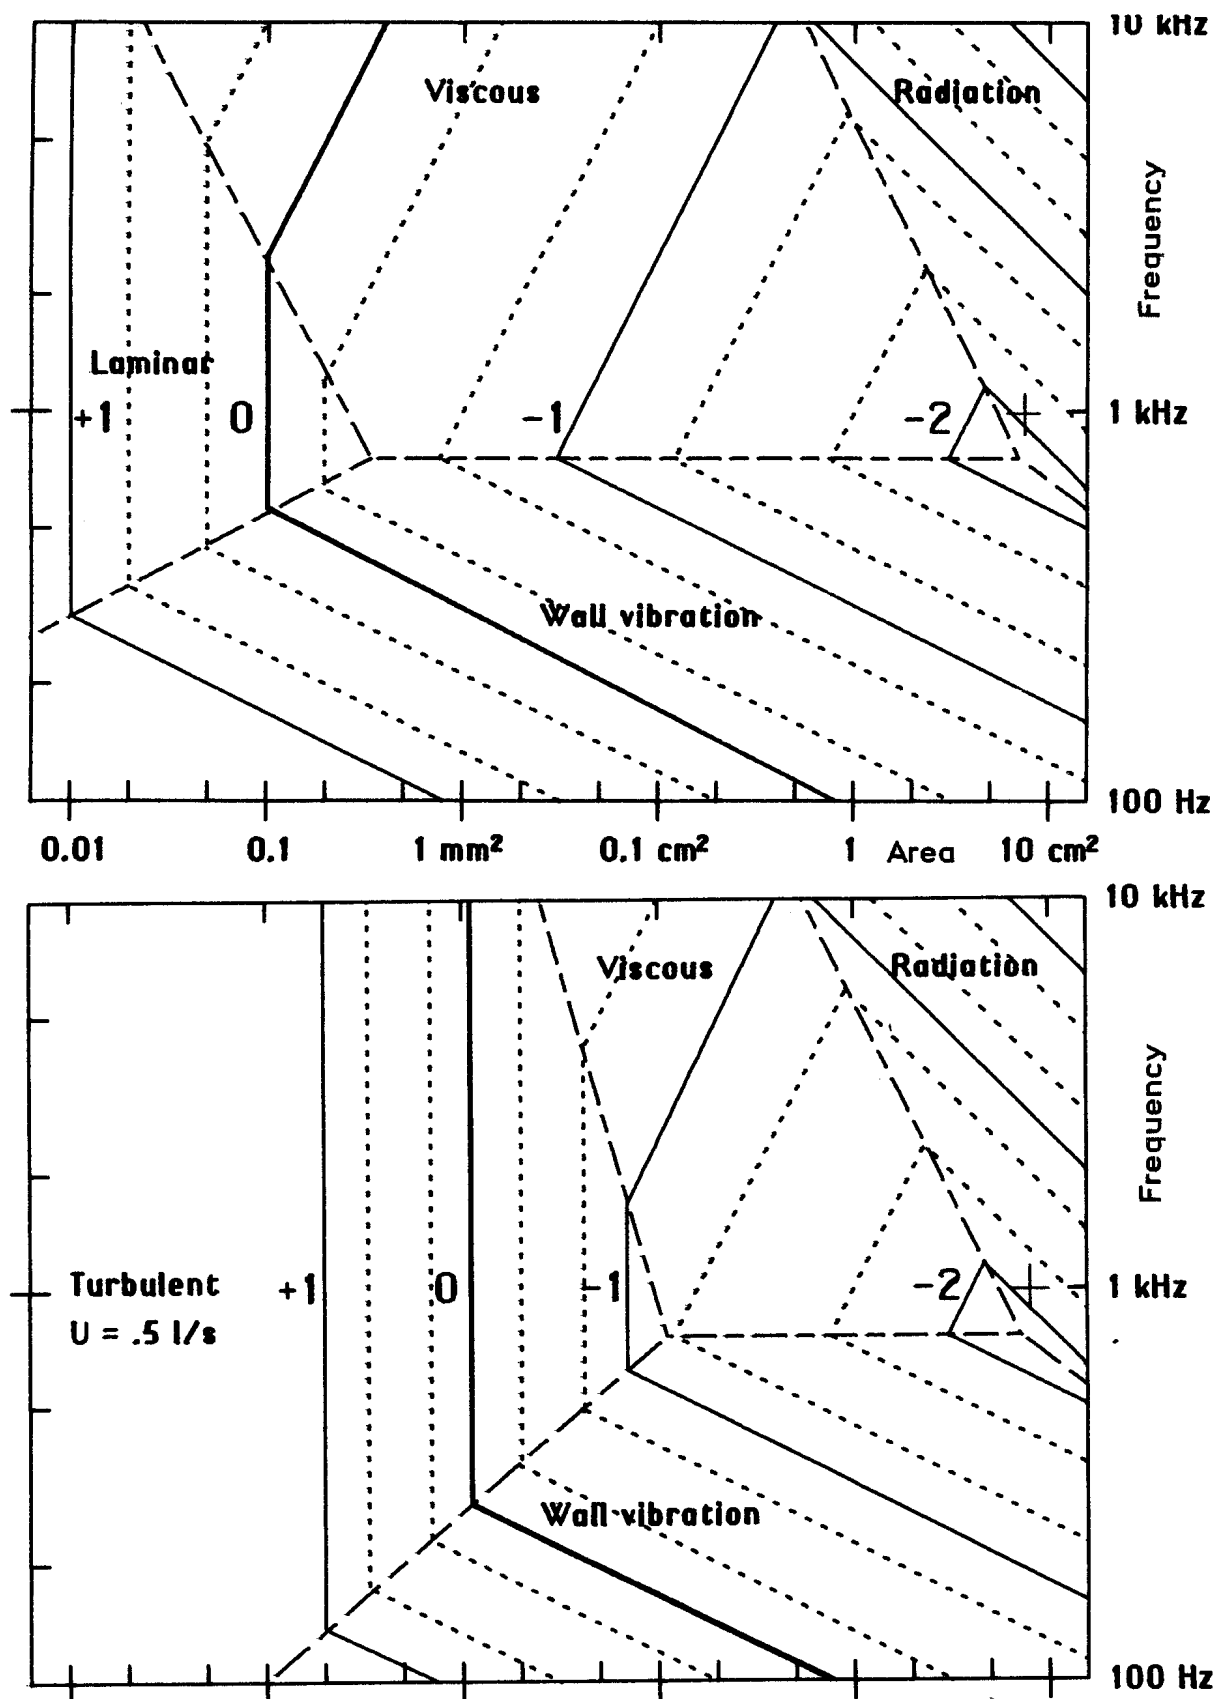 10 kHz
Viscous
Radiation
Frequency
Laminar
+1
0
-1
-2
1 kHz
Wall vibration
100 Hz
0.01
0.1
1 mm²
0.1 cm²
1
Area
10 cm²
10 kHz
Viscous
Radiation
Frequency
Turbulent
+1
0
-1
-2
1 kHz
U = .5 l/s
Wall vibration
100 Hz